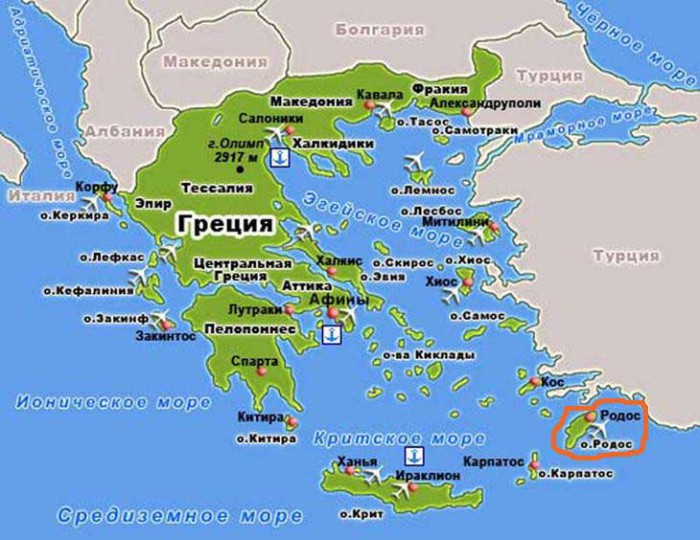 Болгария
Чёрное море
Македония
Турция
Адриатическое море
Фракия
Кавала
Македония
Александруполи
Салоники
о.Тасос
Албания
о.Самотраки
Мраморное море
г.Олимп
2917 м
Халкидики
Италия
Корфу
Тессалия
о.Лемнос
Эпир
о.Керкира
Эгейское море
о.Лесбос
Митилини
Греция
Турция
о.Лефкас
Центральная
Греция
Халкис
о.Скирос
о.Хиос
о.Эвия
о.Кефалиния
Аттика
Хиос
Афины
Лутраки
о.Закинф
о.Самос
Закинтос
Пелопоннес
о-ва Киклады
Спарта
Кос
Ионическое море
Китира
Родос
о.Китира
Критское море
о.Родос
Ханья
Карпатос
Ираклион
о.Карпатос
о.Крит
Средиземное море